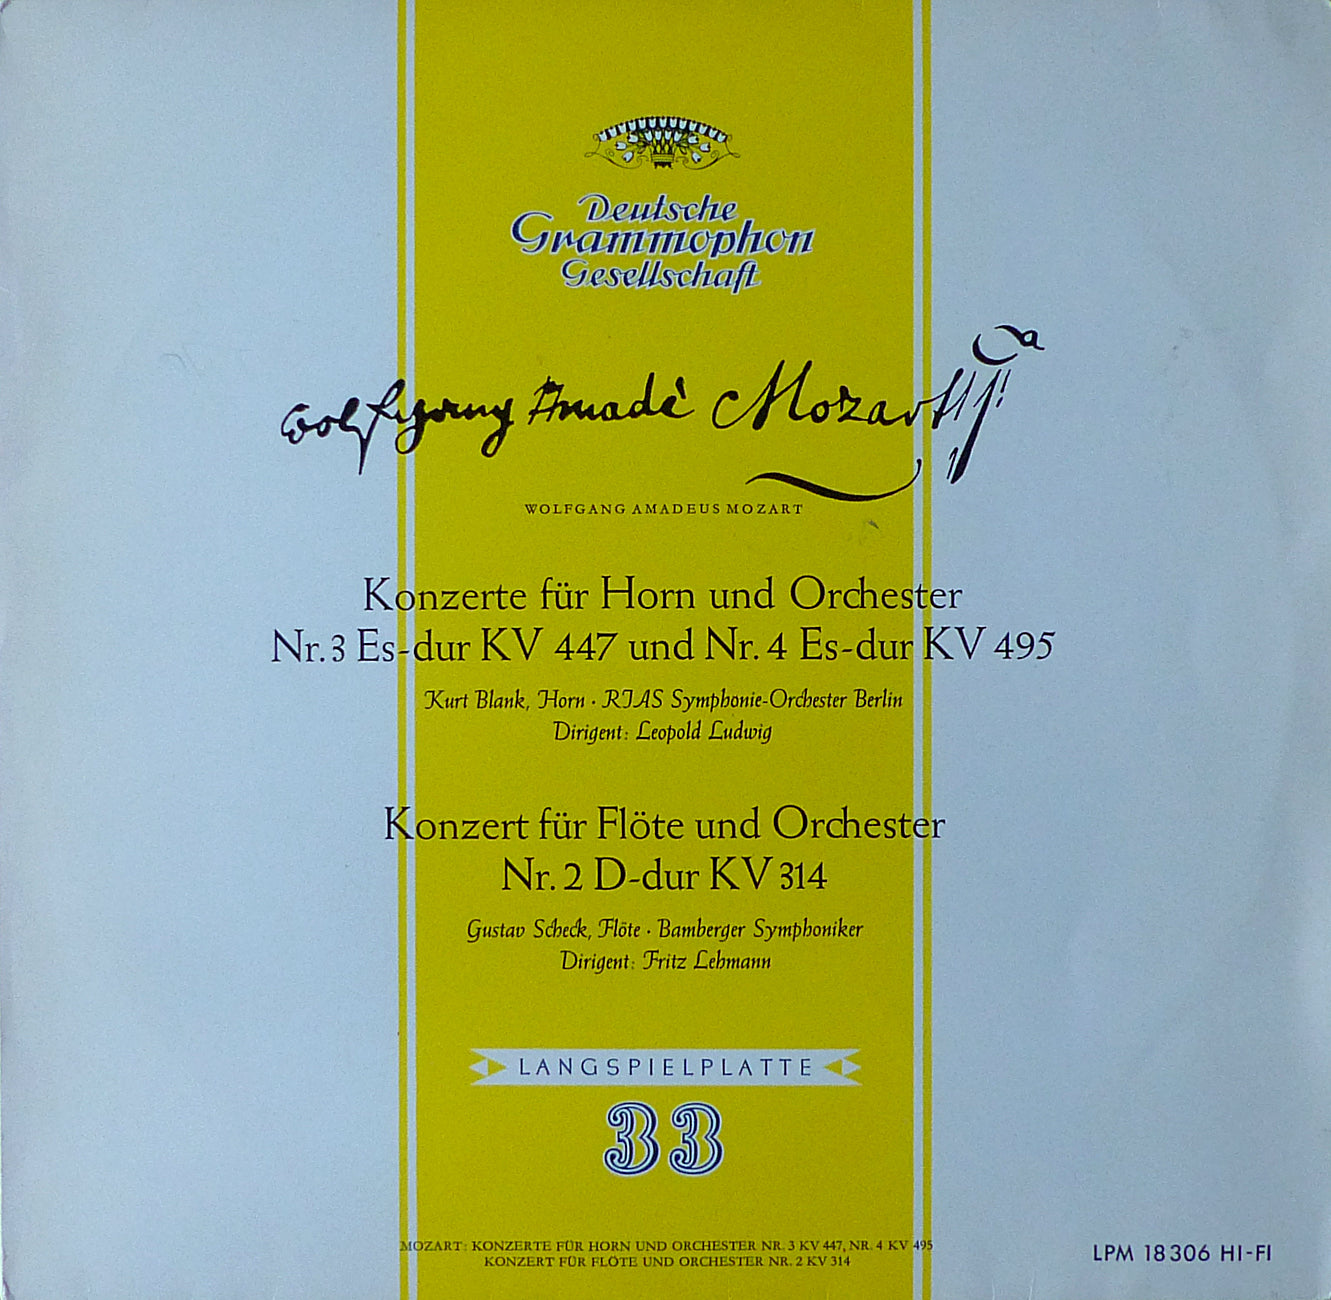 Deutsche
Grammophon
Gesellschaft
Wolfgang Amadè Mozart
WOLFGANG AMADEUS MOZART
Konzerte für Horn und Orchester
Nr. 3 Es-dur KV 447 und Nr. 4 Es-dur KV 495
Kurt Blank, Horn · RIAS Symphonie-Orchester Berlin
Dirigent: Leopold Ludwig
Konzert für Flöte und Orchester
Nr. 2 D-dur KV 314
Gustav Scheck, Flöte · Bamberger Symphoniker
Dirigent: Fritz Lehmann
LANGSPIELPLATTE
33
MOZART: KONZERTE FÜR HORN UND ORCHESTER NR. 3 KV 447, NR. 4 KV 495
KONZERT FÜR FLÖTE UND ORCHESTER NR. 2 KV 314
LPM 18 306 HI-FI